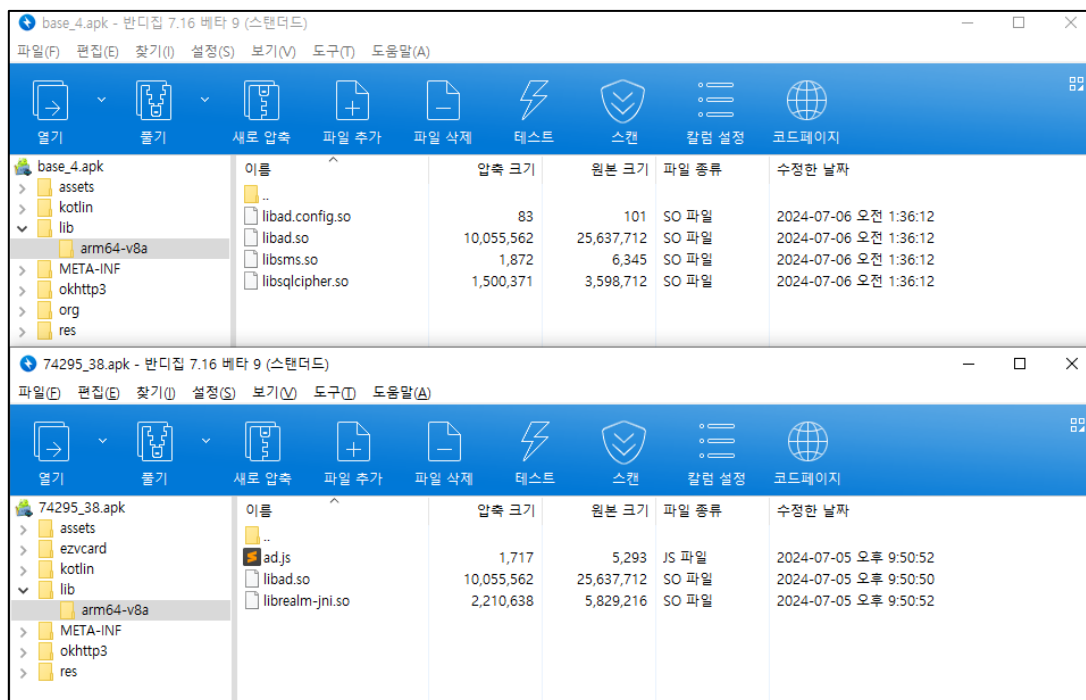 base_4.apk - 반디집 7.16 베타 9 (스탠더드)
파일(F) 편집(E) 찾기(I) 설정(S) 보기(V) 도구(T) 도움말(A)
열기 풀기 새로 압축 파일 추가 파일 삭제 테스트 스캔 칼럼 설정 코드페이지
base_4.apk
assets
kotlin
lib
arm64-v8a
META-INF
okhttp3
org
res
이름 압축 크기 원본 크기 파일 종류 수정한 날짜
..
libad.config.so 83 101 SO 파일 2024-07-06 오전 1:36:12
libad.so 10,055,562 25,637,712 SO 파일 2024-07-06 오전 1:36:12
libsms.so 1,872 6,345 SO 파일 2024-07-06 오전 1:36:12
libsqlcipher.so 1,500,371 3,598,712 SO 파일 2024-07-06 오전 1:36:12
74295_38.apk - 반디집 7.16 베타 9 (스탠더드)
파일(F) 편집(E) 찾기(I) 설정(S) 보기(V) 도구(T) 도움말(A)
열기 풀기 새로 압축 파일 추가 파일 삭제 테스트 스캔 칼럼 설정 코드페이지
74295_38.apk
assets
ezvcard
kotlin
lib
arm64-v8a
META-INF
okhttp3
res
이름 압축 크기 원본 크기 파일 종류 수정한 날짜
..
ad.js 1,717 5,293 JS 파일 2024-07-05 오후 9:50:52
libad.so 10,055,562 25,637,712 SO 파일 2024-07-05 오후 9:50:50
librealm-jni.so 2,210,638 5,829,216 SO 파일 2024-07-05 오후 9:50:52